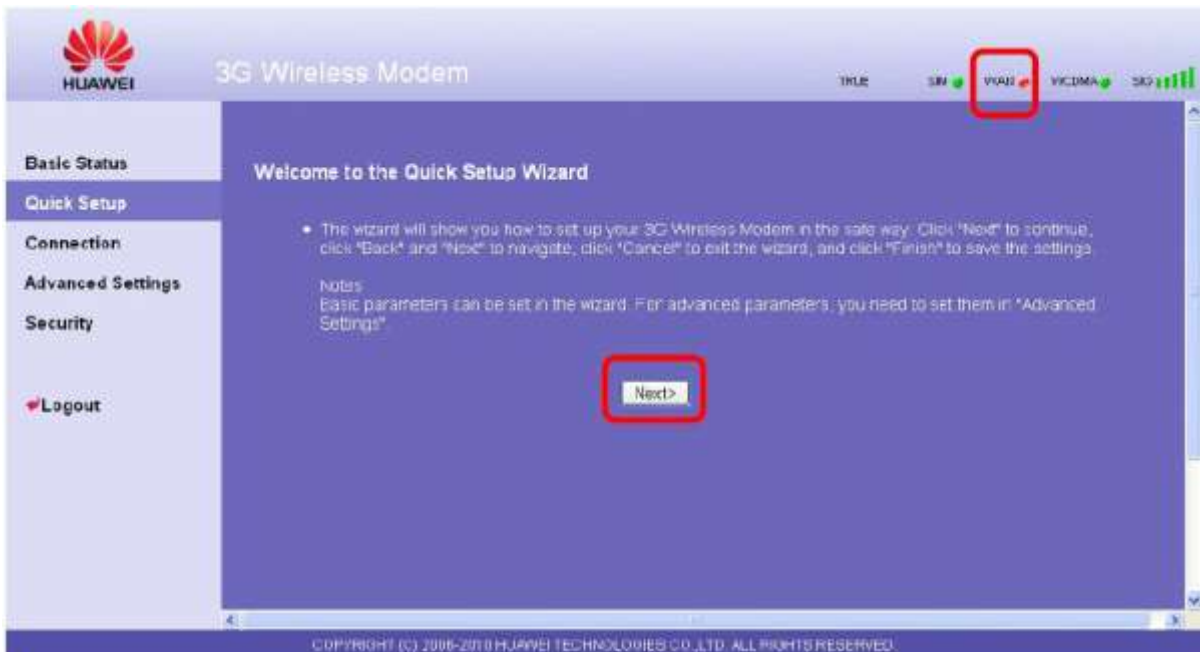 HUAWEI
3G Wireless Modem
TRUE
SIM
WAN
WCDMA
SIG
Basic Status
Quick Setup
Connection
Advanced Settings
Security
Logout
Welcome to the Quick Setup Wizard
• The wizard will show you how to set up your 3G Wireless Modem in the safe way. Click "Next" to continue,
click "Back" and "Next" to navigate, click "Cancel" to exit the wizard, and click "Finish" to save the settings.
Notes
Basic parameters can be set in the wizard. For advanced parameters, you need to set them in "Advanced
Settings"
Next>
COPYRIGHT (C) 2006-2010 HUAWEI TECHNOLOGIES CO.,LTD. ALL RIGHTS RESERVED.